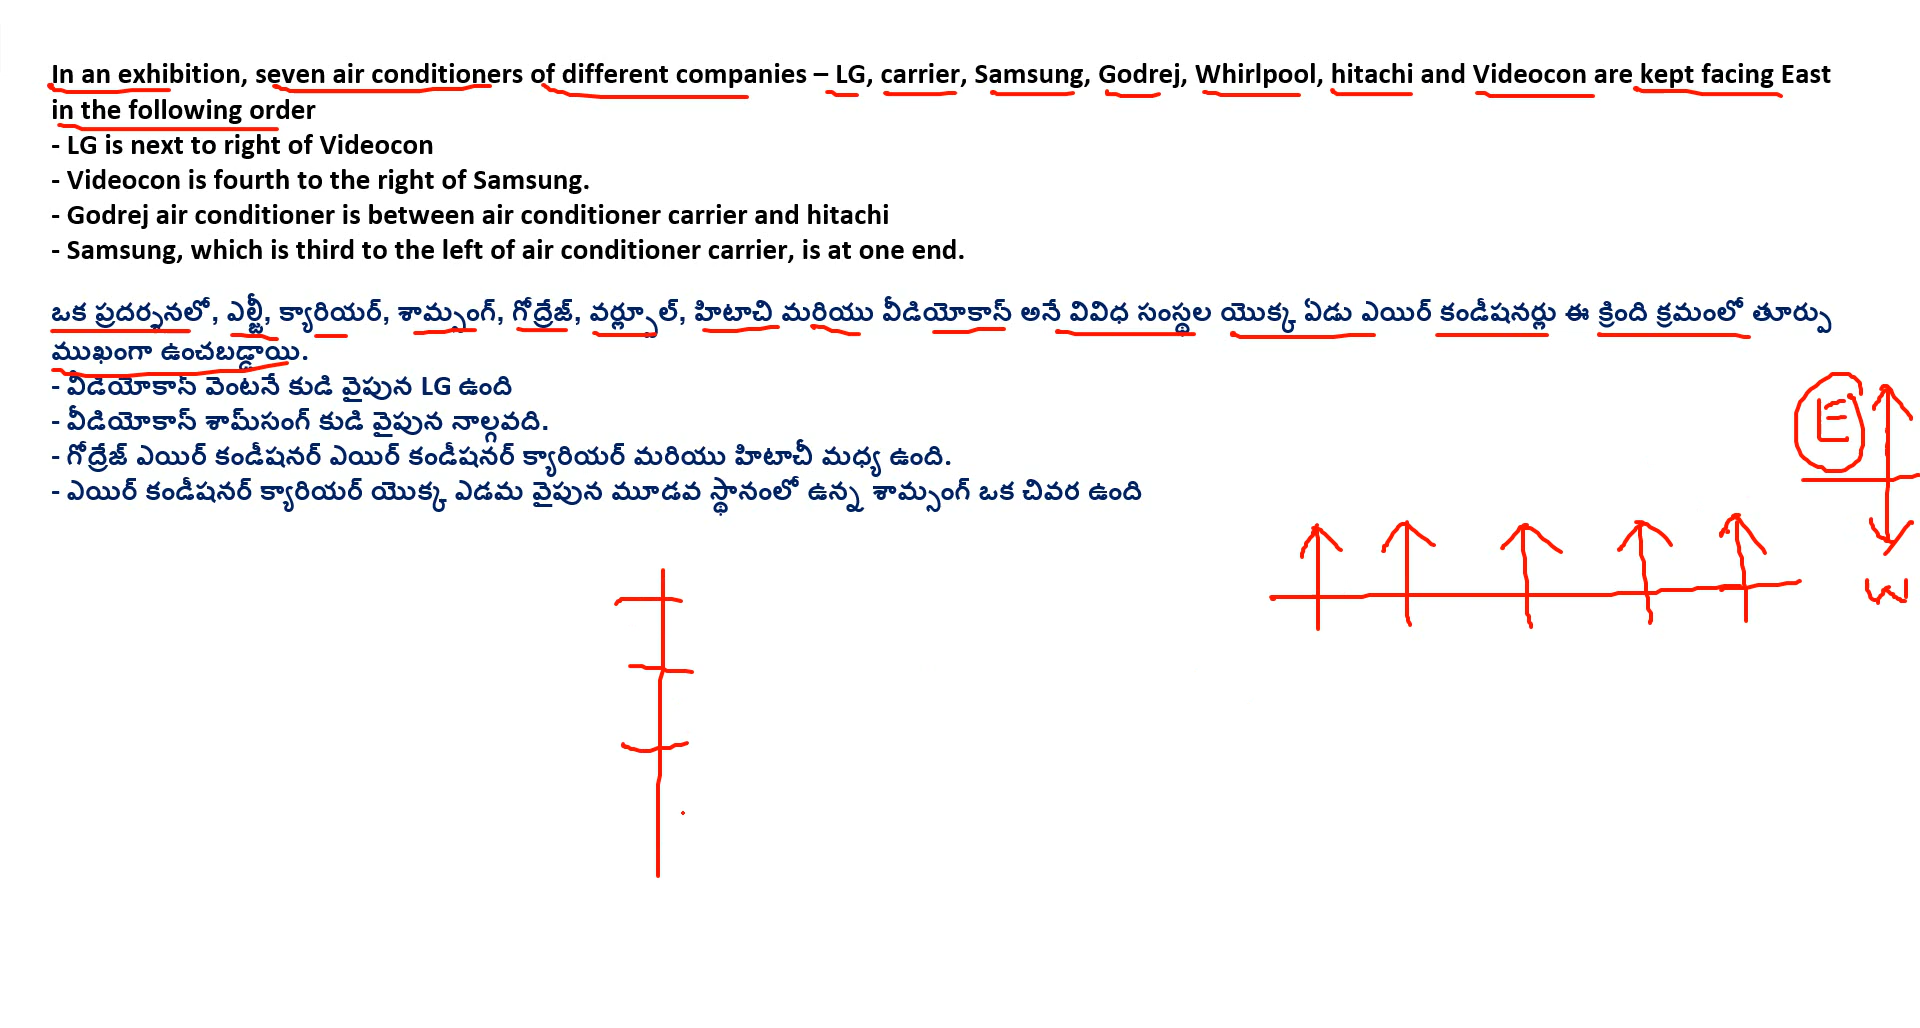 In an exhibition, seven air conditioners of different companies – LG, carrier, Samsung, Godrej, Whirlpool, hitachi and Videocon are kept facing East
in the following order
- LG is next to right of Videocon
- Videocon is fourth to the right of Samsung.
- Godrej air conditioner is between air conditioner carrier and hitachi
- Samsung, which is third to the left of air conditioner carrier, is at one end.
ఒక ప్రదర్శనలో, ఎల్జీ, క్యారియర్, శామ్సంగ్, గోద్రేజ్, వర్ల్పూల్, హిటాచి మరియు వీడియోకాస్ అనే వివిధ సంస్థల యొక్క ఏడు ఎయిర్ కండీషనర్లు ఈ క్రింది క్రమంలో తూర్పు
ముఖంగా ఉంచబడ్డాయి.
- వీడియోకాస్ వెంటనే కుడి వైపున LG ఉంది
- వీడియోకాస్ శామ్‌సంగ్ కుడి వైపున నాల్గవది.
- గోద్రేజ్ ఎయిర్ కండీషనర్ ఎయిర్ కండీషనర్ క్యారియర్ మరియు హిటాచీ మధ్య ఉంది.
- ఎయిర్ కండీషనర్ క్యారియర్ యొక్క ఎడమ వైపున మూడవ స్థానంలో ఉన్న శామ్సంగ్ ఒక చివర ఉంది
E
W